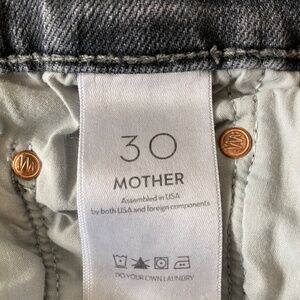 30
MOTHER
Assembled in USA
by both USA and foreign components
DO YOUR OWN LAUNDRY